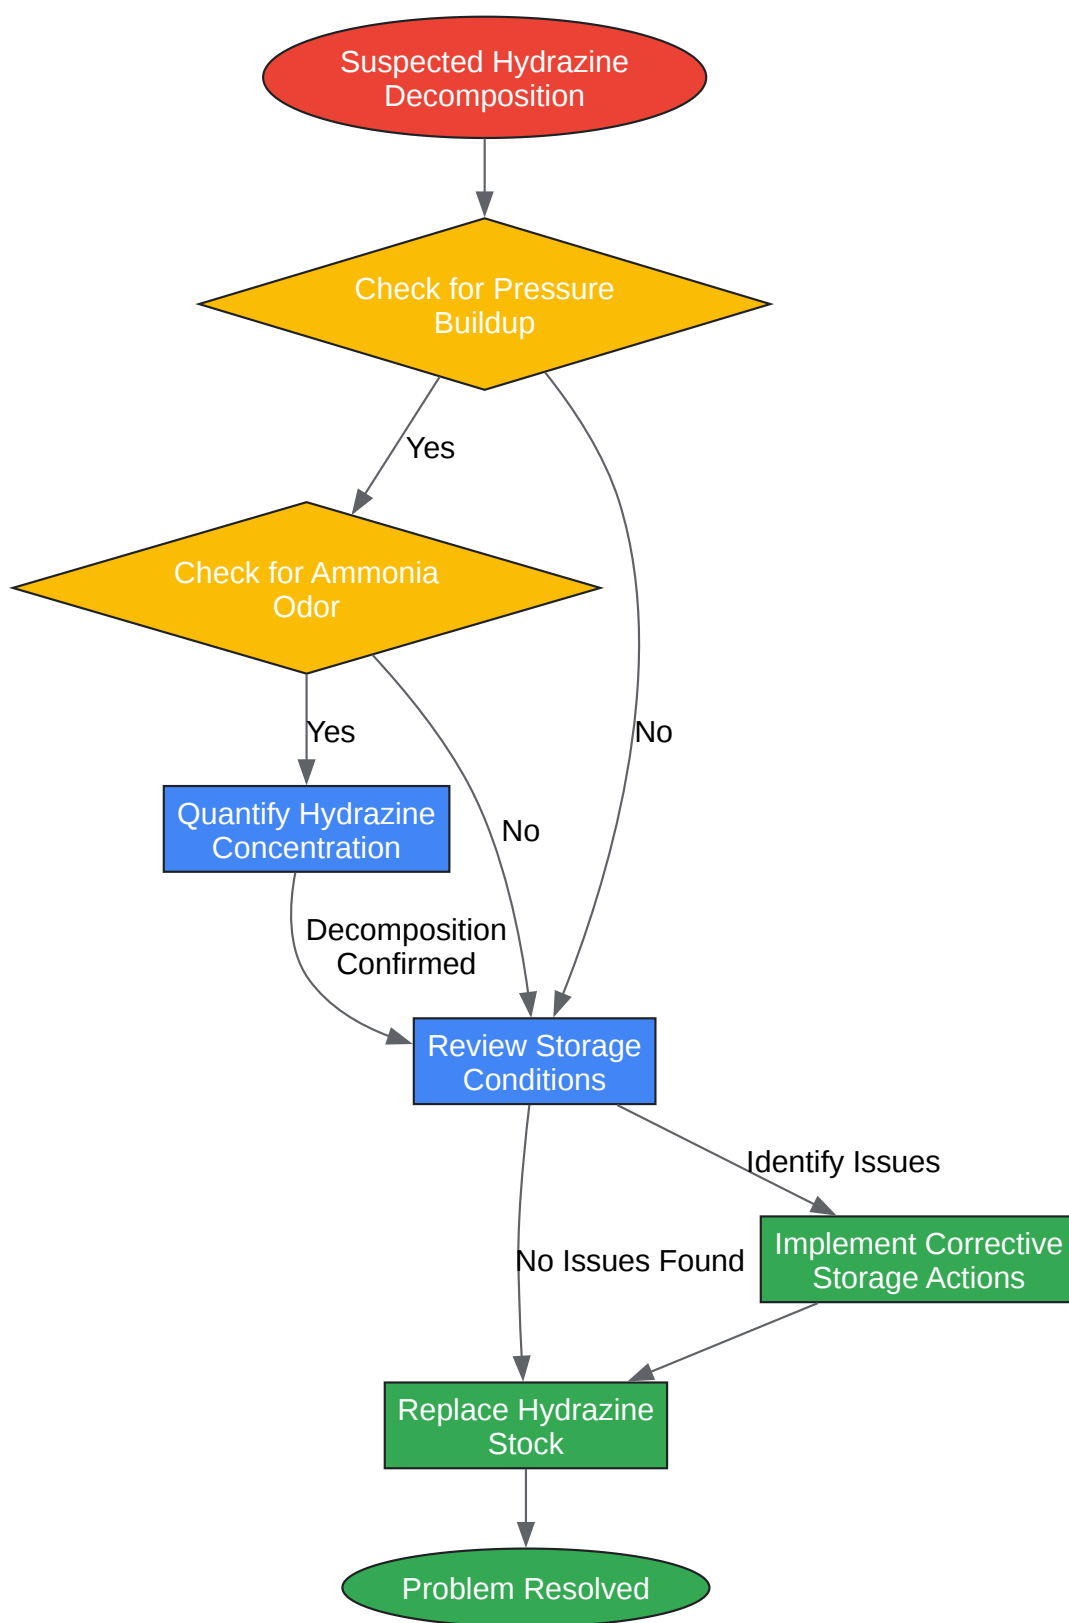 Suspected Hydrazine
Decomposition
Check for Pressure
Buildup
Yes
Check for Ammonia
Odor
Yes
No
Quantify Hydrazine
Concentration
No
Decomposition
Confirmed
Review Storage
Conditions
Identify Issues
No Issues Found
Implement Corrective
Storage Actions
Replace Hydrazine
Stock
Problem Resolved